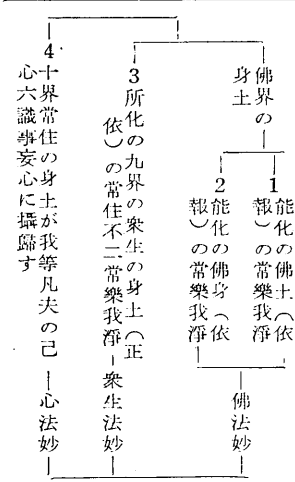 佛界の
身土
1能化の佛土（依
報）の常樂我淨
2能化の佛身（依
報）の常樂我淨
佛法妙
3所化の九界の衆生の身土（正
依）の常住不二常樂我淨
衆生法妙
4十界常住の身土が我等凡夫の己
心六識事妄心に攝歸す
心法妙